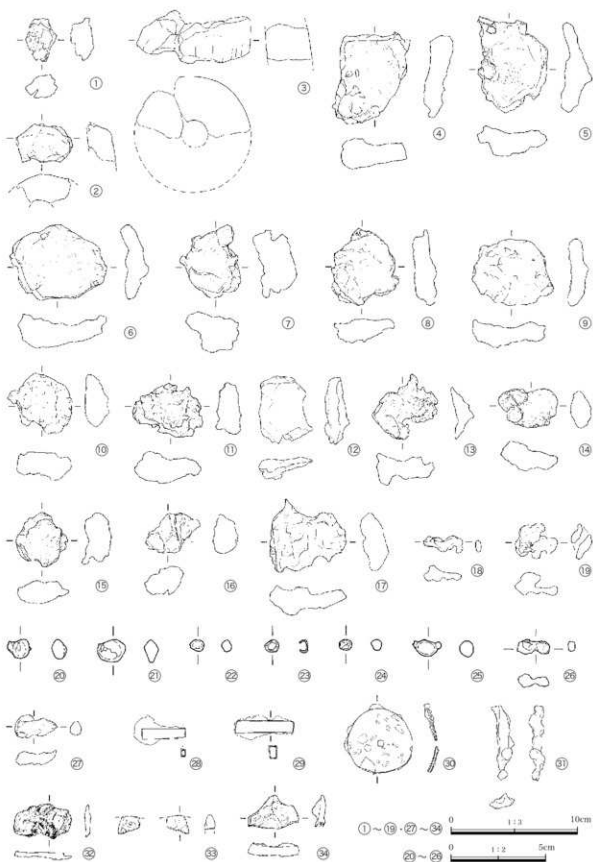 ① ② ③ ④ ⑤
⑥ ⑦ ⑧ ⑨
⑩ ⑪ ⑫ ⑬ ⑭
⑮ ⑯ ⑰ ⑱ ⑲
⑳ ㉑ ㉒ ㉓ ㉔ ㉕ ㉖
㉗ ㉘ ㉙ ㉚ ㉛
㉜ ㉝ ㉞
①~⑲・㉗~㉞ 0 1:3 10cm
⑳~㉖ 0 1:2 5cm